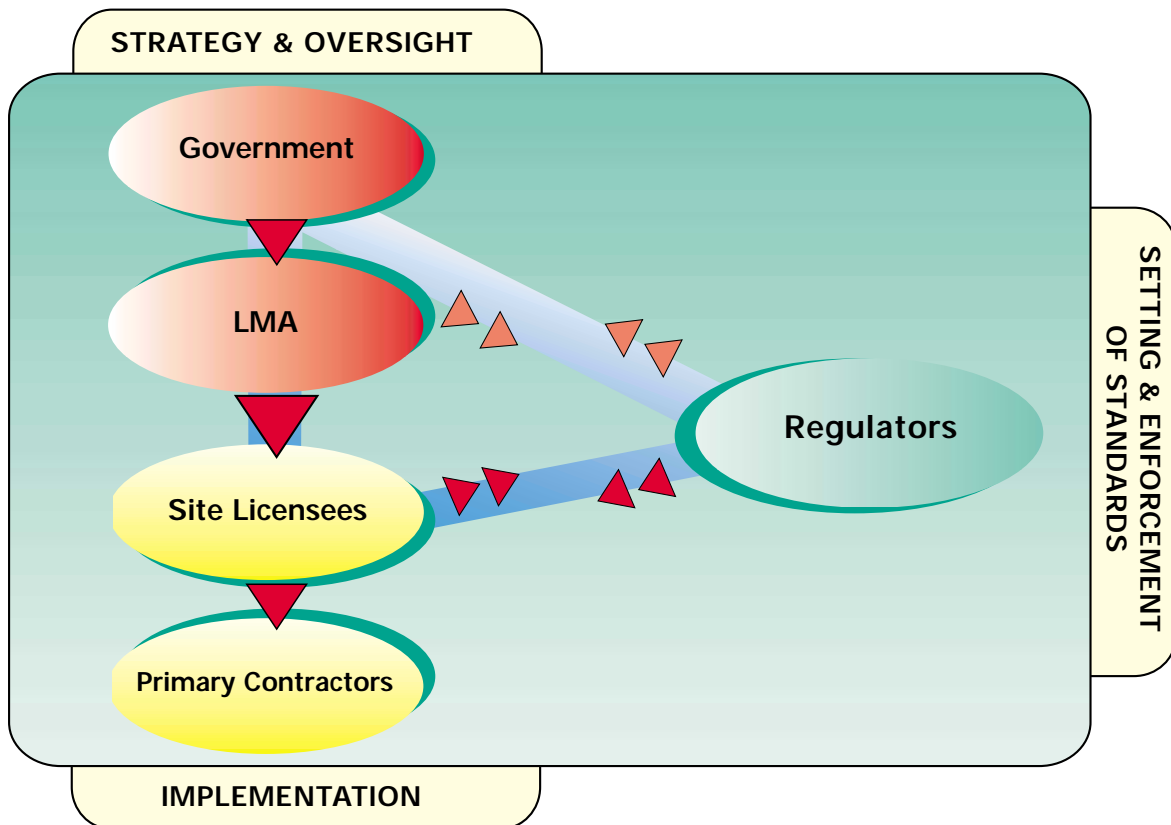 STRATEGY & OVERSIGHT
Government
LMA
Site Licensees
Primary Contractors
Regulators
SETTING & ENFORCEMENT
OF STANDARDS
IMPLEMENTATION